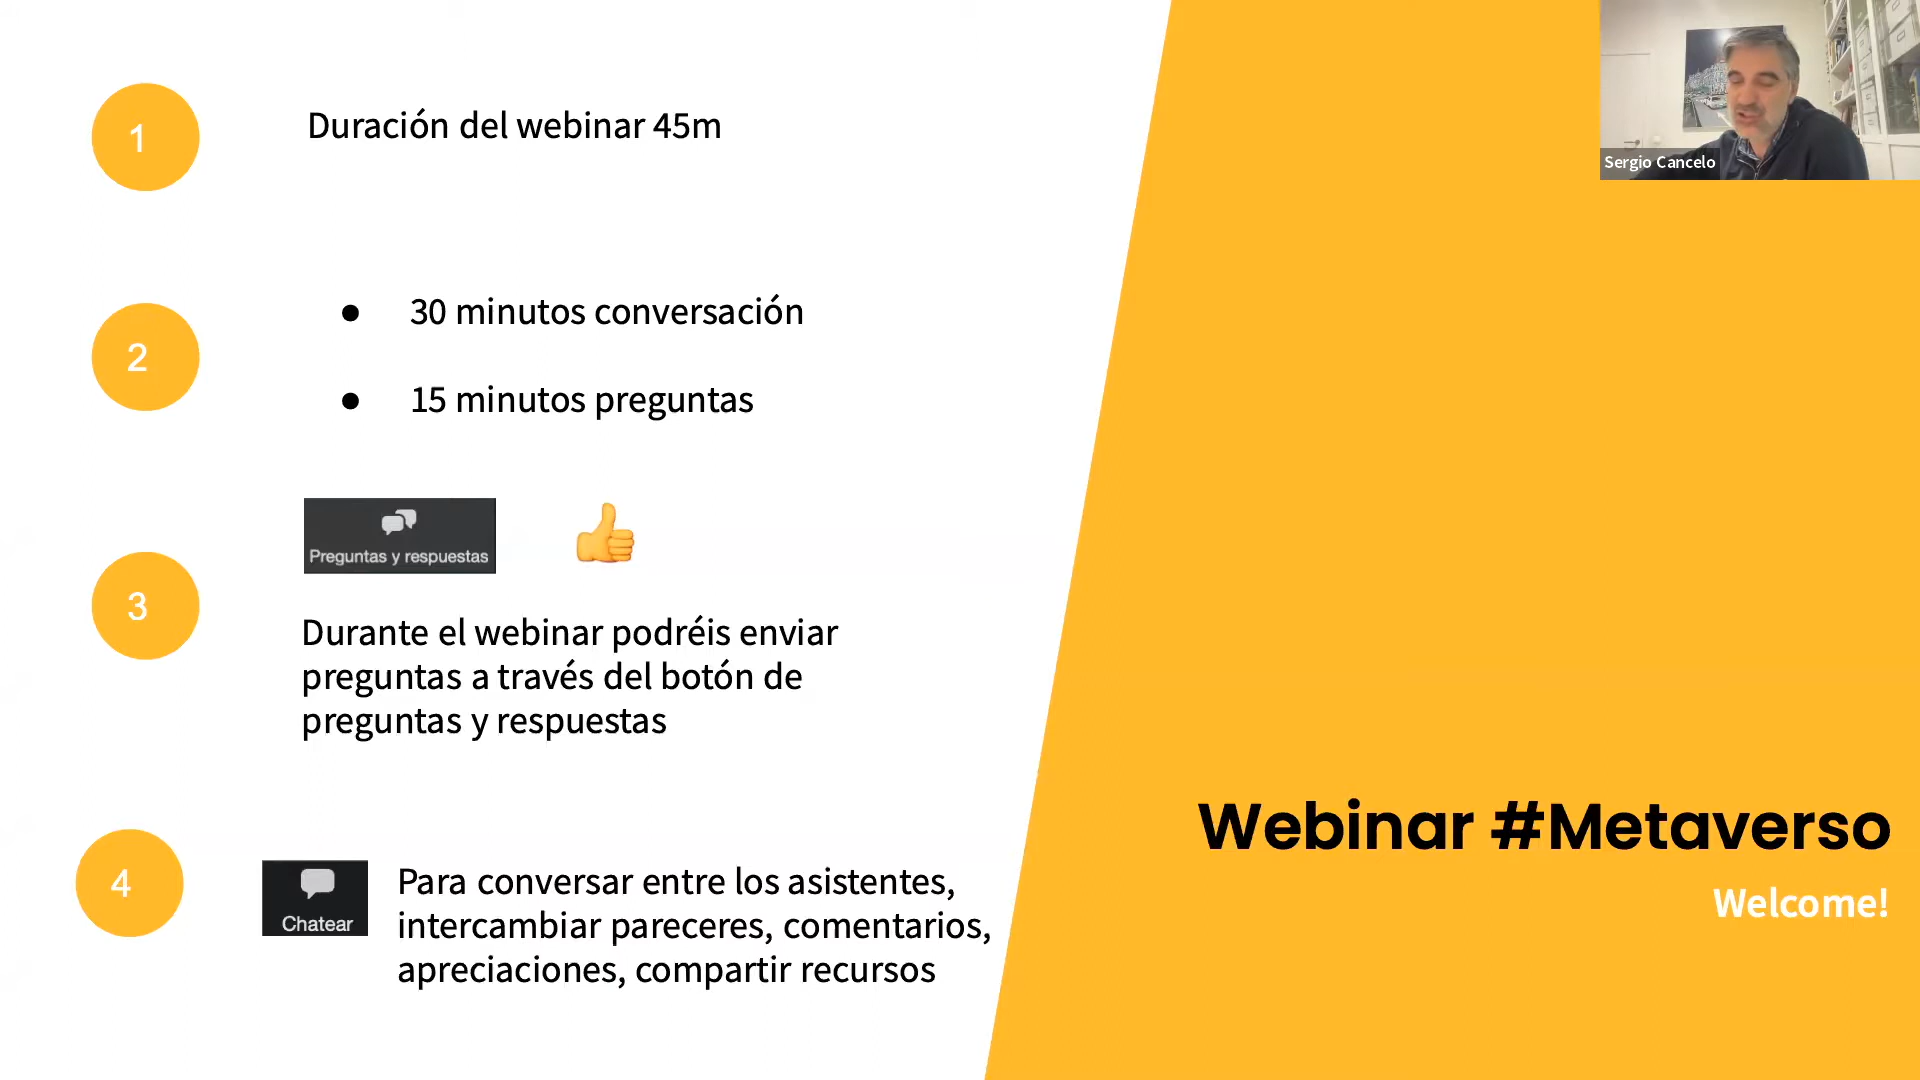 1
Duración del webinar 45m
2
● 30 minutos conversación
● 15 minutos preguntas
3
Preguntas y respuestas
Durante el webinar podréis enviar
preguntas a través del botón de
preguntas y respuestas
4
Chatear
Para conversar entre los asistentes,
intercambiar pareceres, comentarios,
apreciaciones, compartir recursos
Sergio Cancelo
Webinar #Metaverso
Welcome!